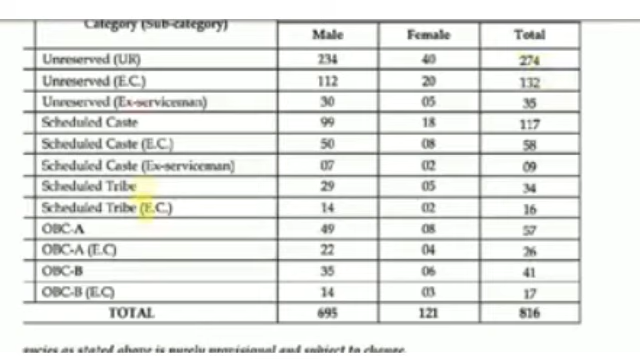 Category (Sub-category) Male Female Total
Unreserved (UR) 234 40 274
Unreserved (E.C.) 112 20 132
Unreserved (Ex-serviceman) 30 05 35
Scheduled Caste 99 18 117
Scheduled Caste (E.C.) 50 08 58
Scheduled Caste (Ex-serviceman) 07 02 09
Scheduled Tribe 29 05 34
Scheduled Tribe (E.C.) 14 02 16
OBC-A 49 08 57
OBC-A (E.C) 22 04 26
OBC-B 35 06 41
OBC-B (E.C) 14 03 17
TOTAL 695 121 816
ancies as stated above is purely provisional and subject to change.